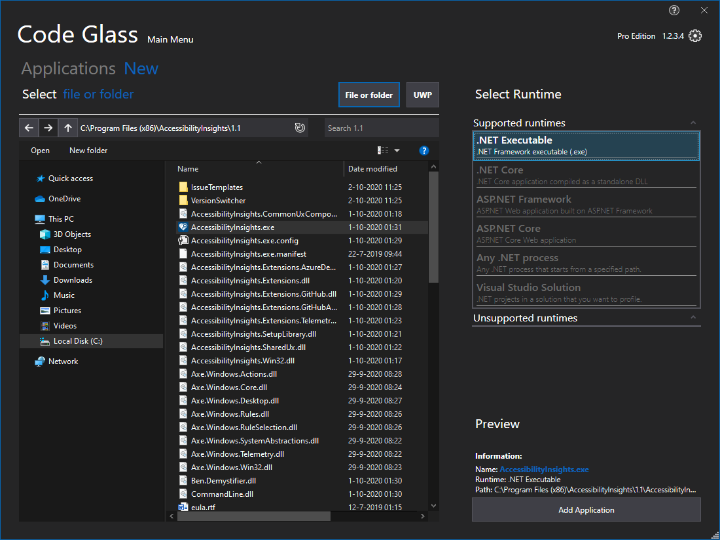 Code Glass Main Menu
Pro Edition 1.2.3.4
Applications New
Select file or folder
File or folder
UWP
C:\Program Files (x86)\AccessibilityInsights\1.1
Search 1.1
Open New folder
Quick access
OneDrive
This PC
3D Objects
Desktop
Documents
Downloads
Music
Pictures
Videos
Local Disk (C:)
Network
Name Date modified
IssueTemplates 2-10-2020 11:25
VersionSwitcher 2-10-2020 11:25
AccessibilityInsights.CommonUxCompo... 1-10-2020 01:18
AccessibilityInsights.exe 1-10-2020 01:31
AccessibilityInsights.exe.config 1-10-2020 01:29
AccessibilityInsights.exe.manifest 22-7-2019 09:44
AccessibilityInsights.Extensions.AzureDe... 1-10-2020 01:27
AccessibilityInsights.Extensions.dll 1-10-2020 01:20
AccessibilityInsights.Extensions.GitHub.dll 1-10-2020 01:29
AccessibilityInsights.Extensions.GitHubA... 1-10-2020 01:28
AccessibilityInsights.Extensions.Telemetr... 1-10-2020 01:23
AccessibilityInsights.SetupLibrary.dll 1-10-2020 01:21
AccessibilityInsights.SharedUx.dll 1-10-2020 01:22
AccessibilityInsights.Win32.dll 1-10-2020 01:17
Axe.Windows.Actions.dll 29-9-2020 08:28
Axe.Windows.Core.dll 29-9-2020 08:24
Axe.Windows.Desktop.dll 29-9-2020 08:27
Axe.Windows.Rules.dll 29-9-2020 08:26
Axe.Windows.RuleSelection.dll 29-9-2020 08:26
Axe.Windows.SystemAbstractions.dll 29-9-2020 08:22
Axe.Windows.Telemetry.dll 29-9-2020 08:22
Axe.Windows.Win32.dll 29-9-2020 08:23
Ben.Demystifier.dll 1-10-2020 01:30
CommandLine.dll 1-10-2020 01:30
eula.rtf 12-7-2019 01:15
Select Runtime
Supported runtimes
.NET Executable
.NET Framework executable (.exe)
.NET Core
.NET Core application compiled as a standalone DLL
ASP.NET Framework
ASP.NET Web application built on ASP.NET Framework
ASP.NET Core
ASP.NET Core Web application
Any .NET process
Any .NET process that starts from a specified path.
Visual Studio Solution
.NET projects in a solution that you want to profile.
Unsupported runtimes
Preview
Information:
Name: AccessibilityInsights.exe
Runtime: .NET Executable
Path: C:\Program Files (x86)\AccessibilityInsights\1.1\AccessibilityIn...
Add Application